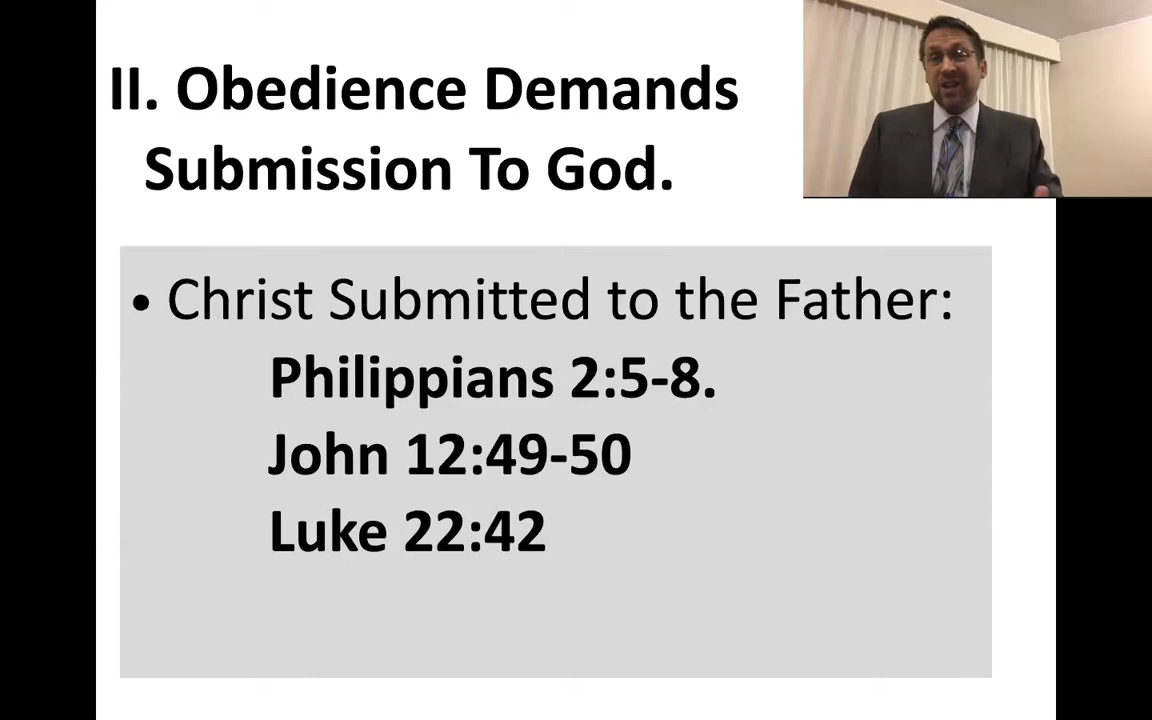 II. Obedience Demands
Submission To God.
• Christ Submitted to the Father:
Philippians 2:5-8.
John 12:49-50
Luke 22:42